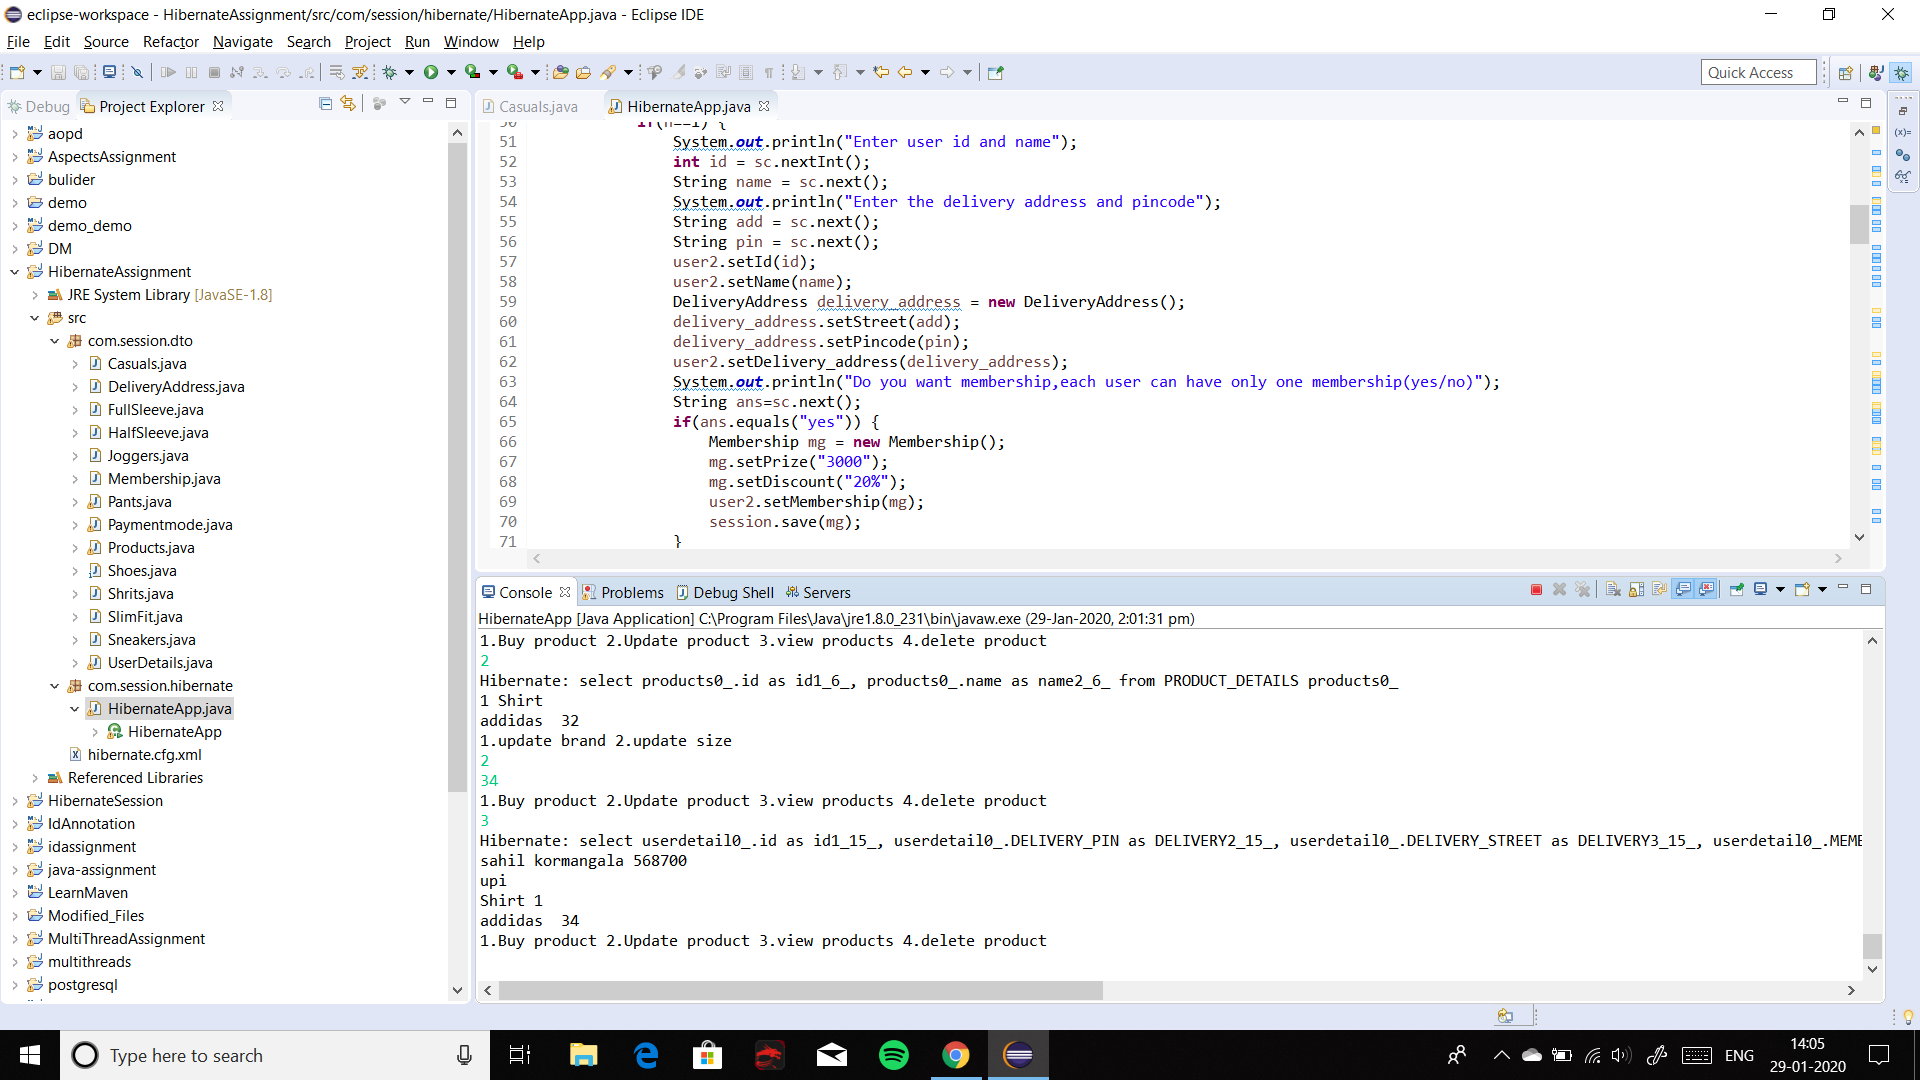 eclipse-workspace - HibernateAssignment/src/com/session/hibernate/HibernateApp.java - Eclipse IDE
File Edit Source Refactor Navigate Search Project Run Window Help
Quick Access
Debug Project Explorer
aopd
AspectsAssignment
bulider
demo
demo_demo
DM
HibernateAssignment
JRE System Library [JavaSE-1.8]
src
com.session.dto
Casuals.java
DeliveryAddress.java
FullSleeve.java
HalfSleeve.java
Joggers.java
Membership.java
Pants.java
Paymentmode.java
Products.java
Shoes.java
Shrits.java
SlimFit.java
Sneakers.java
UserDetails.java
com.session.hibernate
HibernateApp.java
HibernateApp
hibernate.cfg.xml
Referenced Libraries
HibernateSession
IdAnnotation
idassignment
java-assignment
LearnMaven
Modified_Files
MultiThreadAssignment
multithreads
postgresql
Casuals.java HibernateApp.java
50 if(n==1) {
51 System.out.println("Enter user id and name");
52 int id = sc.nextInt();
53 String name = sc.next();
54 System.out.println("Enter the delivery address and pincode");
55 String add = sc.next();
56 String pin = sc.next();
57 user2.setId(id);
58 user2.setName(name);
59 DeliveryAddress delivery_address = new DeliveryAddress();
60 delivery_address.setStreet(add);
61 delivery_address.setPincode(pin);
62 user2.setDelivery_address(delivery_address);
63 System.out.println("Do you want membership,each user can have only one membership(yes/no)");
64 String ans=sc.next();
65 if(ans.equals("yes")) {
66 Membership mg = new Membership();
67 mg.setPrize("3000");
68 mg.setDiscount("20%");
69 user2.setMembership(mg);
70 session.save(mg);
71 }
Console Problems Debug Shell Servers
HibernateApp [Java Application] C:\Program Files\Java\jre1.8.0_231\bin\javaw.exe (29-Jan-2020, 2:01:31 pm)
1.Buy product 2.Update product 3.view products 4.delete product
2
Hibernate: select products0_.id as id1_6_, products0_.name as name2_6_ from PRODUCT_DETAILS products0_
1 Shirt
addidas  32
1.update brand 2.update size
2
34
1.Buy product 2.Update product 3.view products 4.delete product
3
Hibernate: select userdetail0_.id as id1_15_, userdetail0_.DELIVERY_PIN as DELIVERY2_15_, userdetail0_.DELIVERY_STREET as DELIVERY3_15_, userdetail0_.MEME
sahil kormangala 568700
upi
Shirt 1
addidas  34
1.Buy product 2.Update product 3.view products 4.delete product
Type here to search
ENG
14:05
29-01-2020